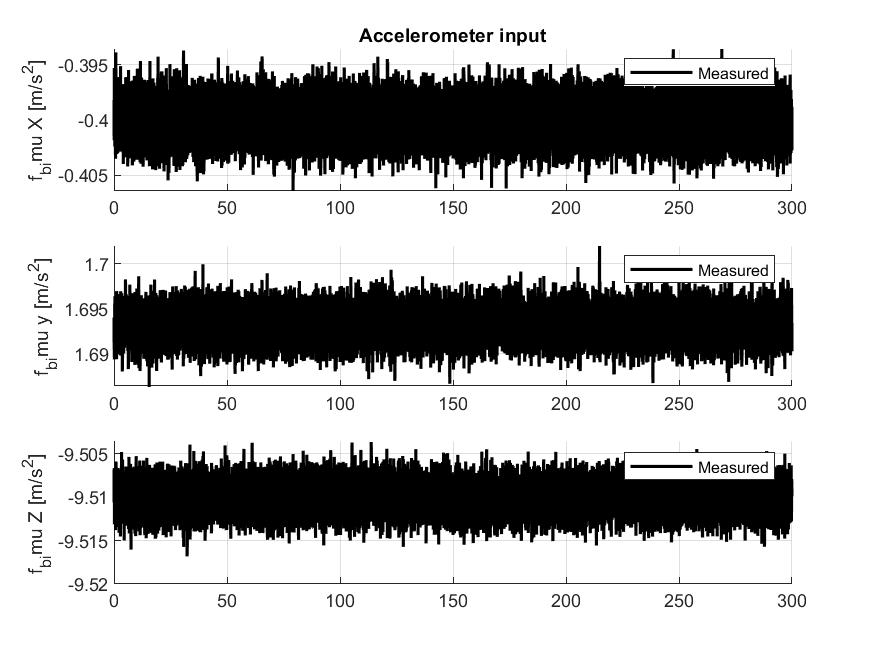 Accelerometer input
f_bi mu X [m/s^2]
-0.395
-0.4
-0.405
Measured
0 50 100 150 200 250 300
f_bi mu y [m/s^2]
1.7
1.695
1.69
Measured
0 50 100 150 200 250 300
f_bi mu Z [m/s^2]
-9.505
-9.51
-9.515
-9.52
Measured
0 50 100 150 200 250 300